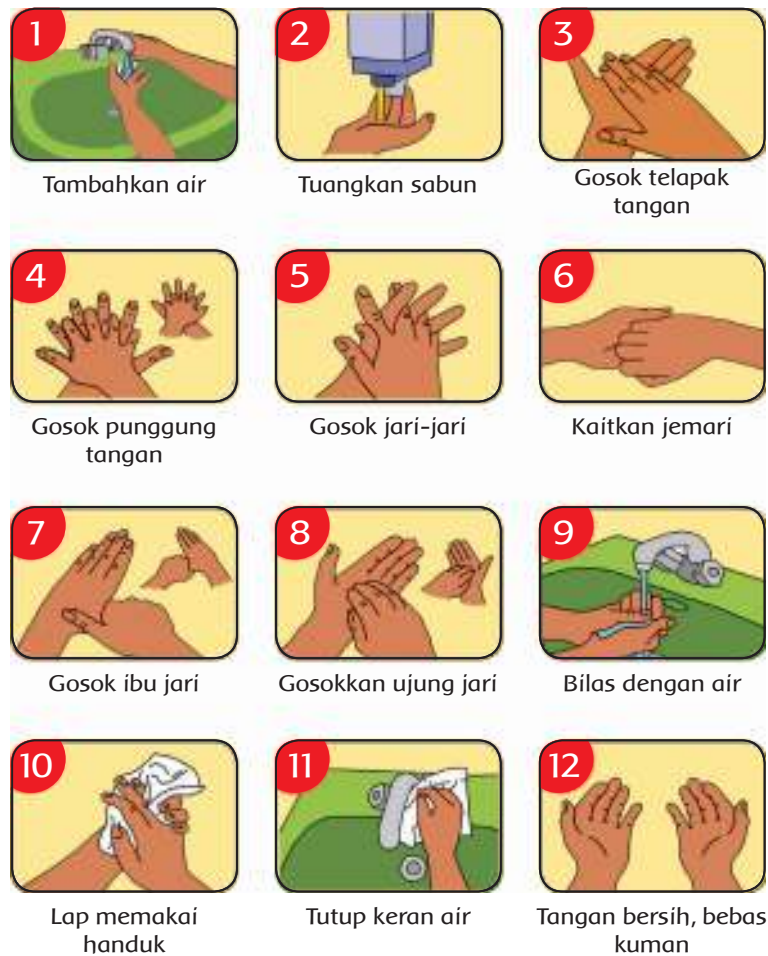 1
Tambahkan air
2
Tuangkan sabun
3
Gosok telapak
tangan
4
Gosok punggung
tangan
5
Gosok jari-jari
6
Kaitkan jemari
7
Gosok ibu jari
8
Gosokkan ujung jari
9
Bilas dengan air
10
Lap memakai
handuk
11
Tutup keran air
12
Tangan bersih, bebas
kuman